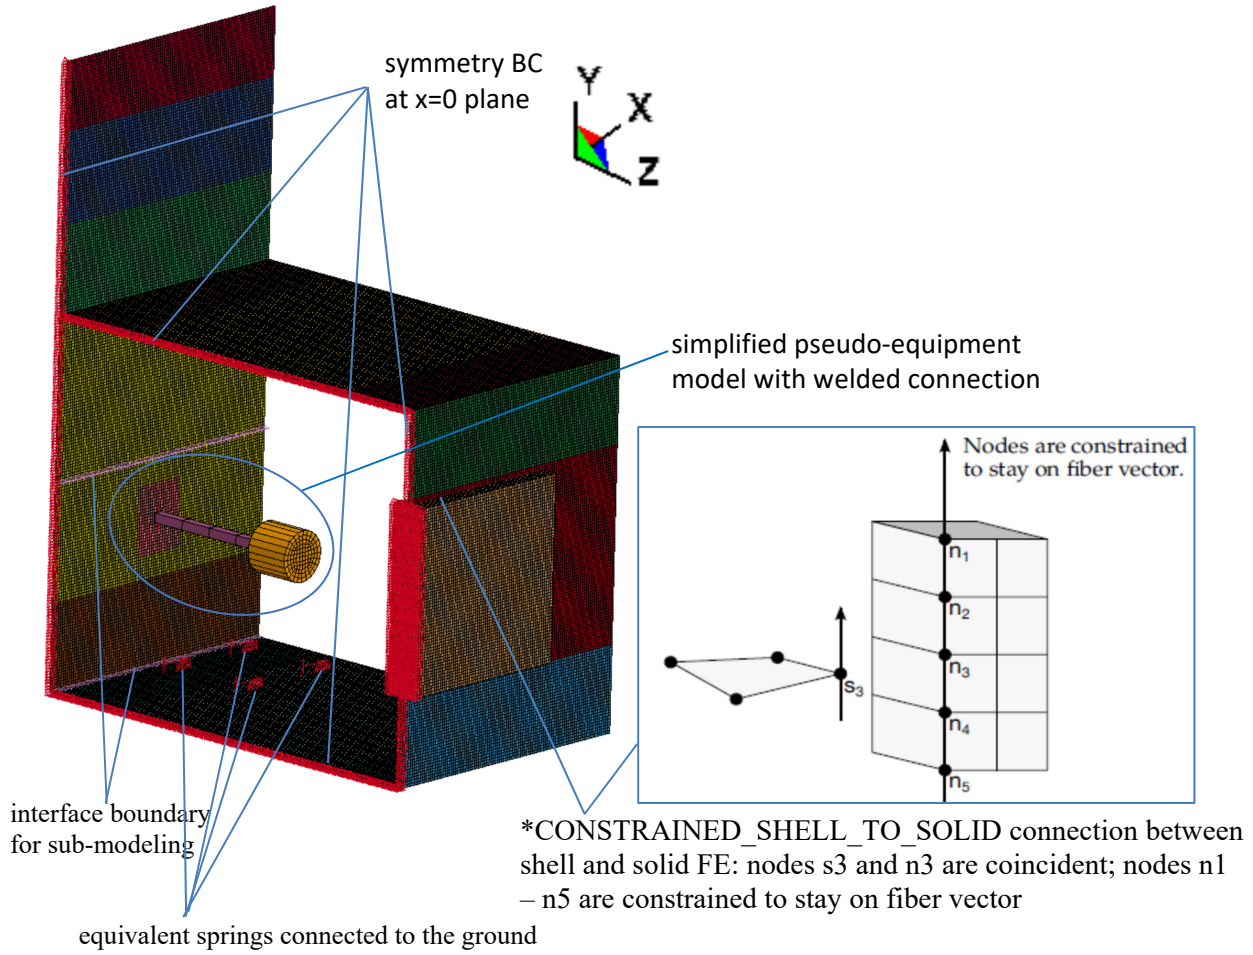 symmetry BC
at x=0 plane
Y
X
Z
simplified pseudo-equipment
model with welded connection
Nodes are constrained
to stay on fiber vector.
n1
n2
s3
n3
n4
n5
interface boundary
for sub-modeling
*CONSTRAINED_SHELL_TO_SOLID connection between
shell and solid FE: nodes s3 and n3 are coincident; nodes n1
– n5 are constrained to stay on fiber vector
equivalent springs connected to the ground